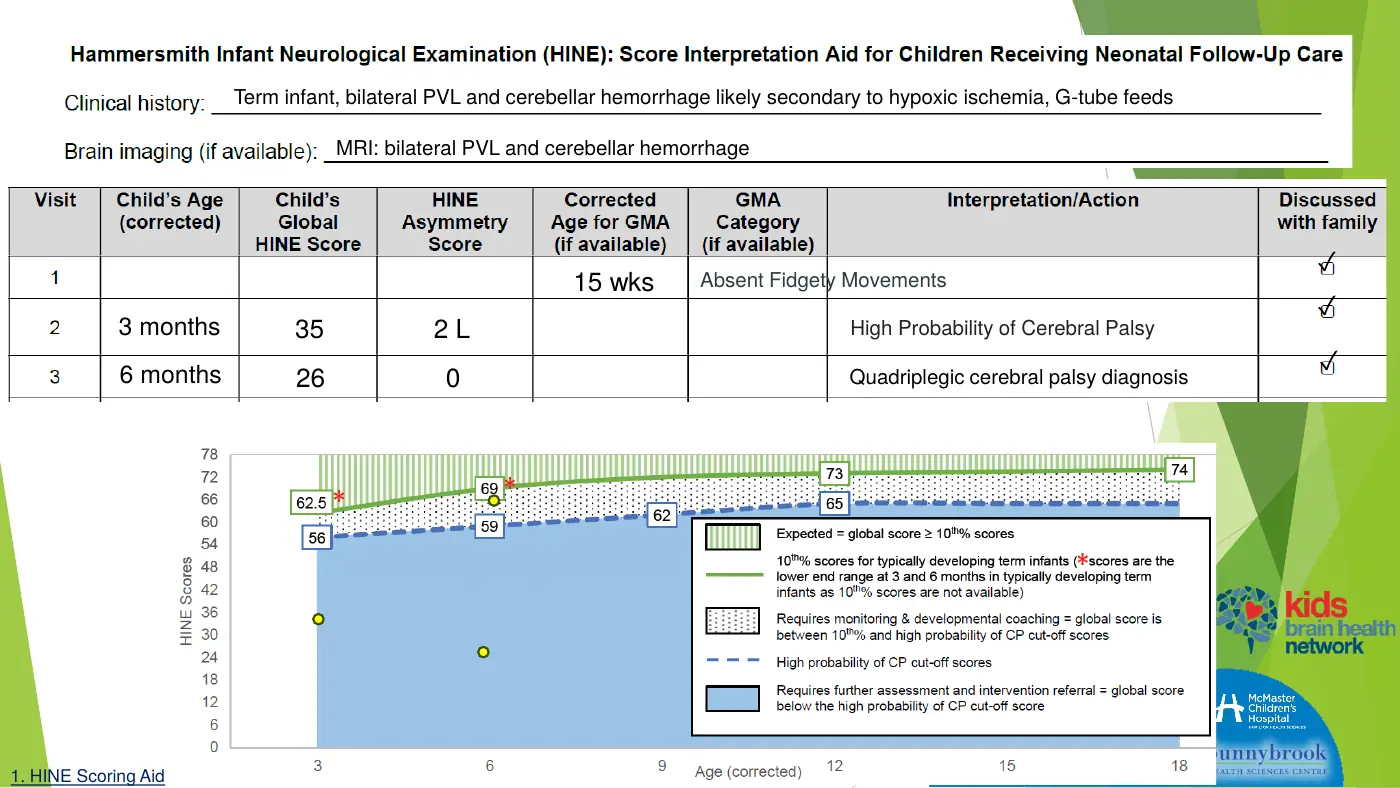 Hammersmith Infant Neurological Examination (HINE): Score Interpretation Aid for Children Receiving Neonatal Follow-Up Care
Clinical history: Term infant, bilateral PVL and cerebellar hemorrhage likely secondary to hypoxic ischemia, G-tube feeds
Brain imaging (if available): MRI: bilateral PVL and cerebellar hemorrhage
Visit Child's Age (corrected) Child's Global HINE Score HINE Asymmetry Score Corrected Age for GMA (if available) GMA Category (if available) Interpretation/Action Discussed with family
1 15 wks Absent Fidgety Movements ✓
2 3 months 35 2 L High Probability of Cerebral Palsy ✓
3 6 months 26 0 Quadriplegic cerebral palsy diagnosis ✓
HINE Scores
78
72
66
60
54
48
42
36
30
24
18
12
6
0
62.5 *
69 *
73
74
56
59
62
65
Expected = global score ≥ 10th% scores
10th% scores for typically developing term infants (*scores are the
lower end range at 3 and 6 months in typically developing term
infants as 10th% scores are not available)
Requires monitoring & developmental coaching = global score is
between 10th% and high probability of CP cut-off scores
High probability of CP cut-off scores
Requires further assessment and intervention referral = global score
below the high probability of CP cut-off score
3 6 9 12 15 18
Age (corrected)
kids
brain health
network
McMaster
Children's
Hospital
HAMILTON HEALTH SCIENCES
unnybrook
EALTH SCIENCES CENTRE
1. HINE Scoring Aid